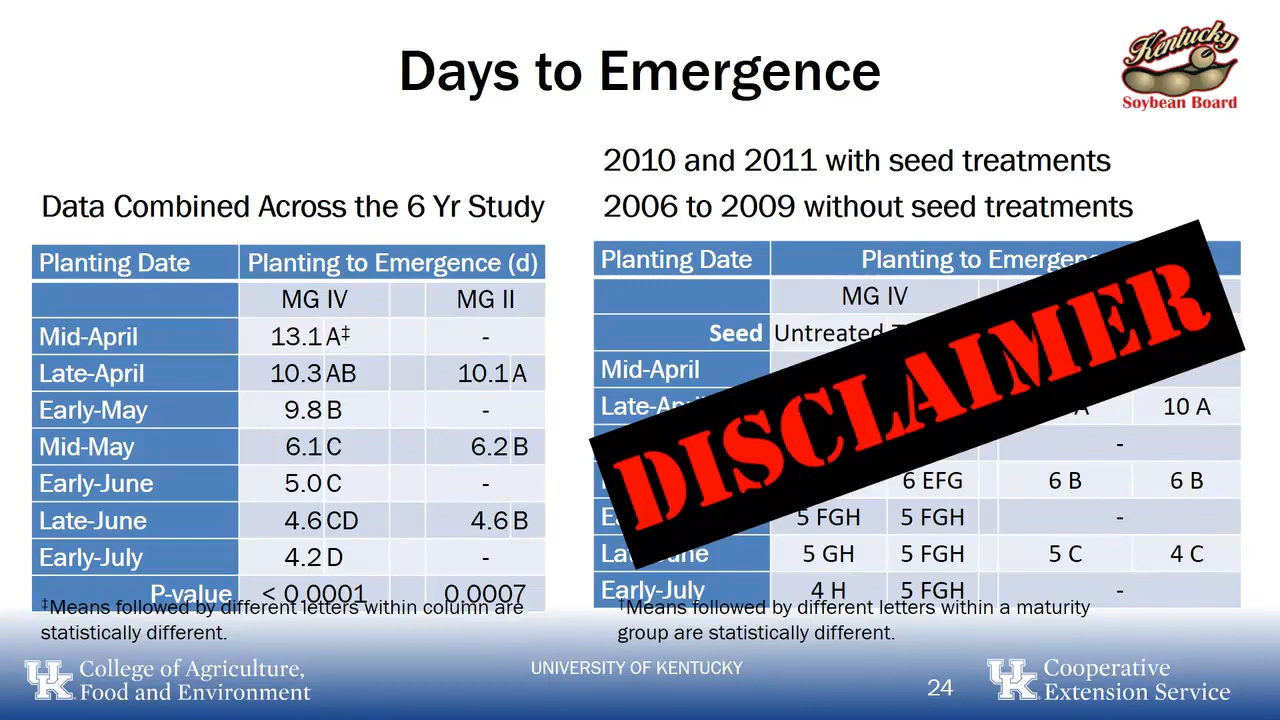 Days to Emergence
Kentucky
Soybean Board
Data Combined Across the 6 Yr Study
Planting Date Planting to Emergence (d)
MG IV MG II
Mid-April 13.1 A‡ -
Late-April 10.3 AB 10.1 A
Early-May 9.8 B -
Mid-May 6.1 C 6.2 B
Early-June 5.0 C -
Late-June 4.6 CD 4.6 B
Early-July 4.2 D -
P-value < 0.0001 0.0007
‡Means followed by different letters within column are
statistically different.
2010 and 2011 with seed treatments
2006 to 2009 without seed treatments
Planting Date Planting to
MG IV
Seed Untreated
Mid-April
A 10 A
-
6 EFG 6 B 6 B
5 FGH 5 FGH -
5 GH 5 FGH 5 C 4 C
Early-July 4 H 5 FGH -
DISCLAIMER
†Means followed by different letters within a maturity
group are statistically different.
UK College of Agriculture,
Food and Environment
UNIVERSITY OF KENTUCKY
24
UK Cooperative
Extension Service